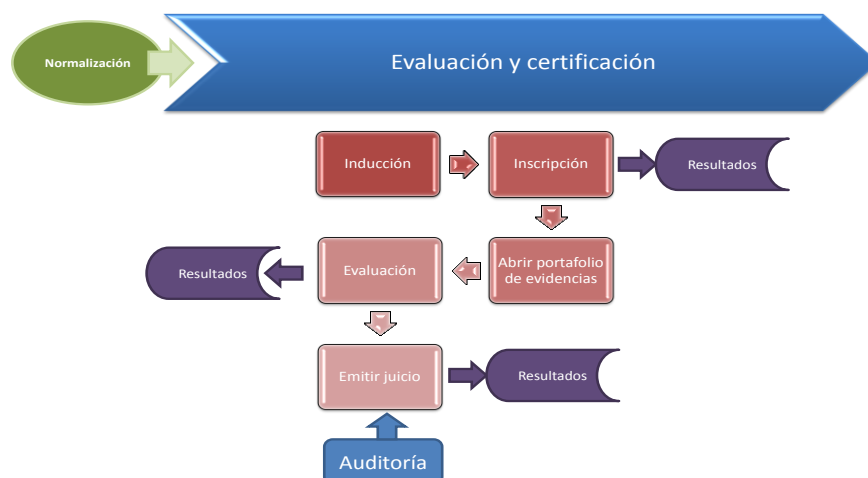 Normalización
Evaluación y certificación
Inducción
Inscripción
Resultados
Resultados
Evaluación
Abrir portafolio
de evidencias
Emitir juicio
Resultados
Auditoría